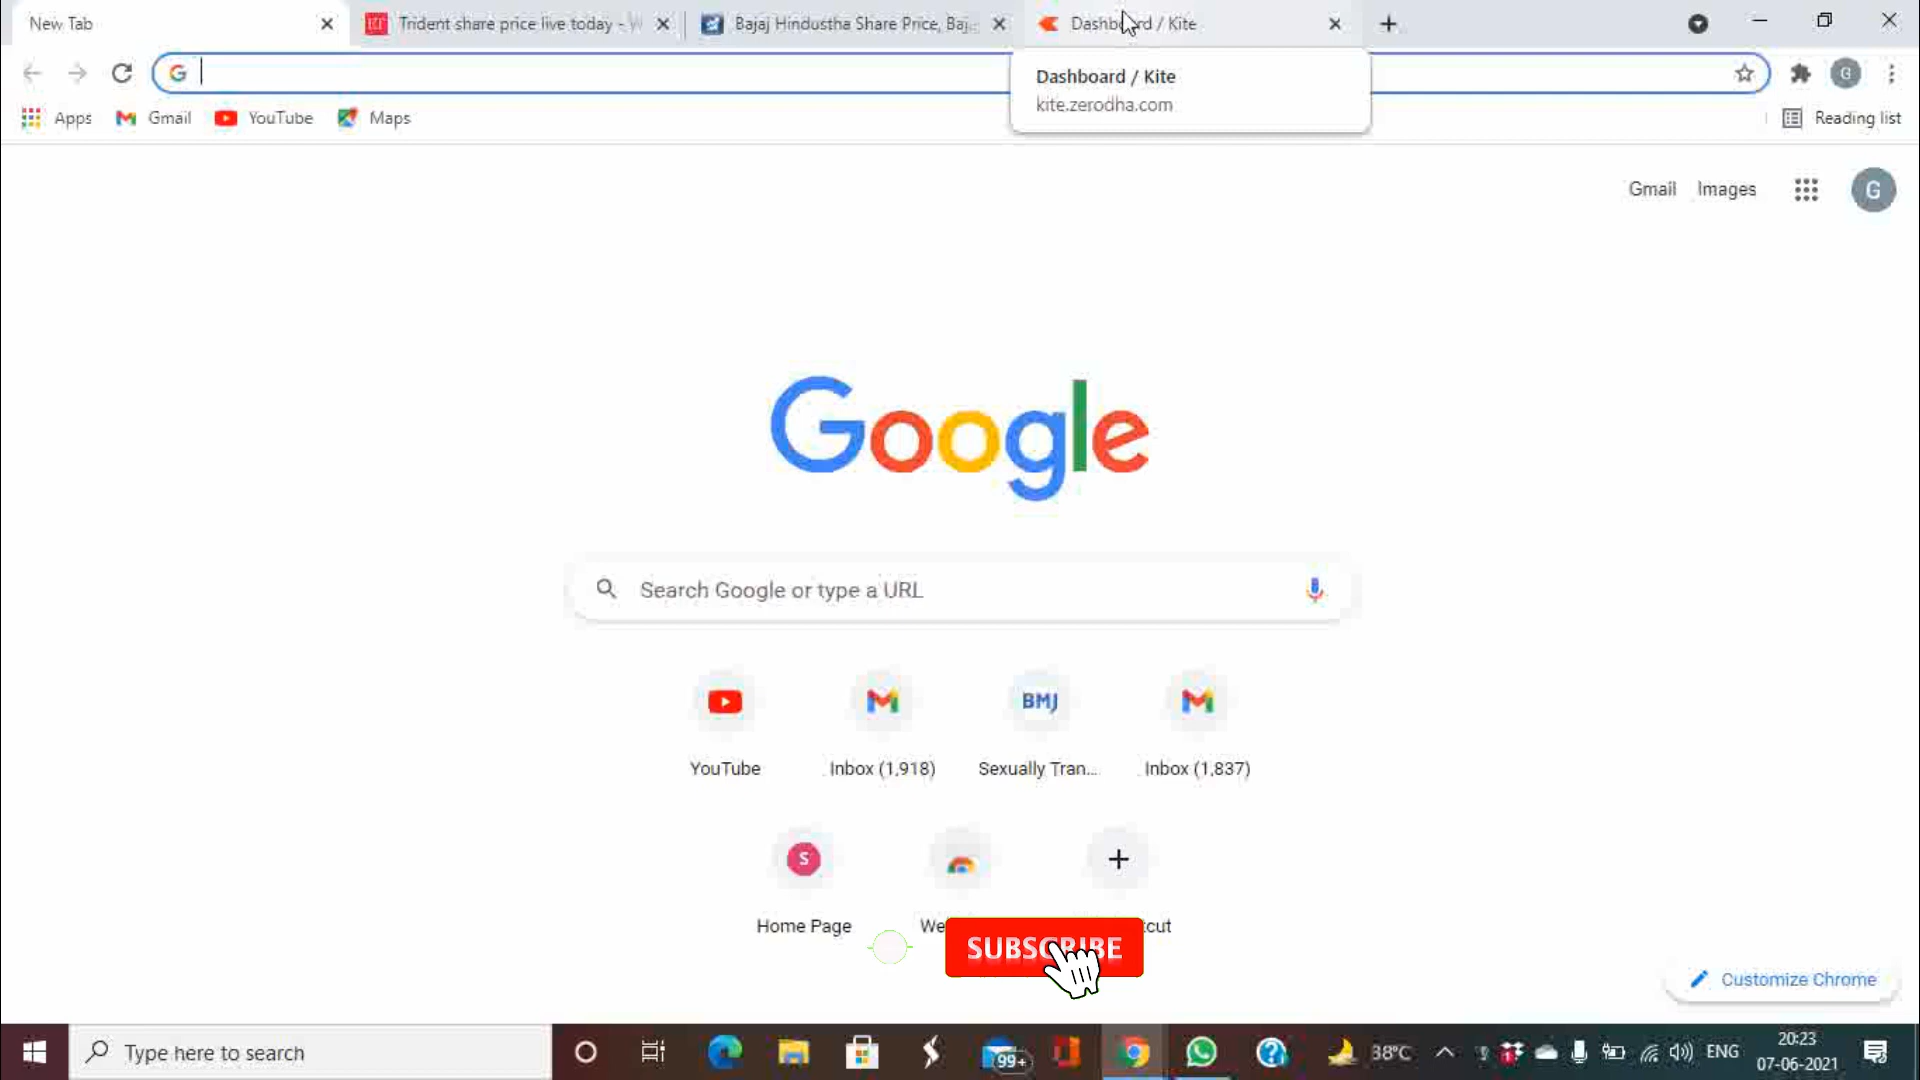 New Tab
Trident share price live today - W
Bajaj Hindustha Share Price, Baj..
Dashboard / Kite
Dashboard / Kite
kite.zerodha.com
G
G
Apps
Gmail
YouTube
Maps
Reading list
Gmail
Images
G
Google
Search Google or type a URL
BMJ
YouTube
Inbox (1,918)
Sexually Tran...
Inbox (1,837)
S
Home Page
SUBSCRIBE
Customize Chrome
Type here to search
99+
38°C
ENG
20:23
07-06-2021